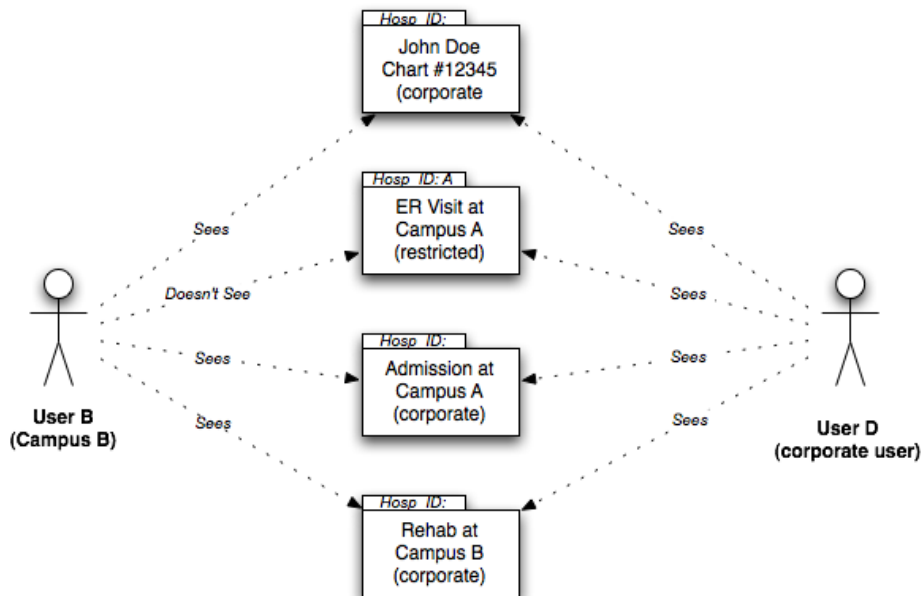 Hosp_ID:
John Doe
Chart #12345
(corporate
Hosp_ID: A
ER Visit at
Campus A
(restricted)
Sees
Sees
Doesn't See
Sees
Hosp_ID:
Admission at
Campus A
(corporate)
Sees
Sees
User B
(Campus B)
Sees
Sees
User D
(corporate user)
Hosp_ID:
Rehab at
Campus B
(corporate)